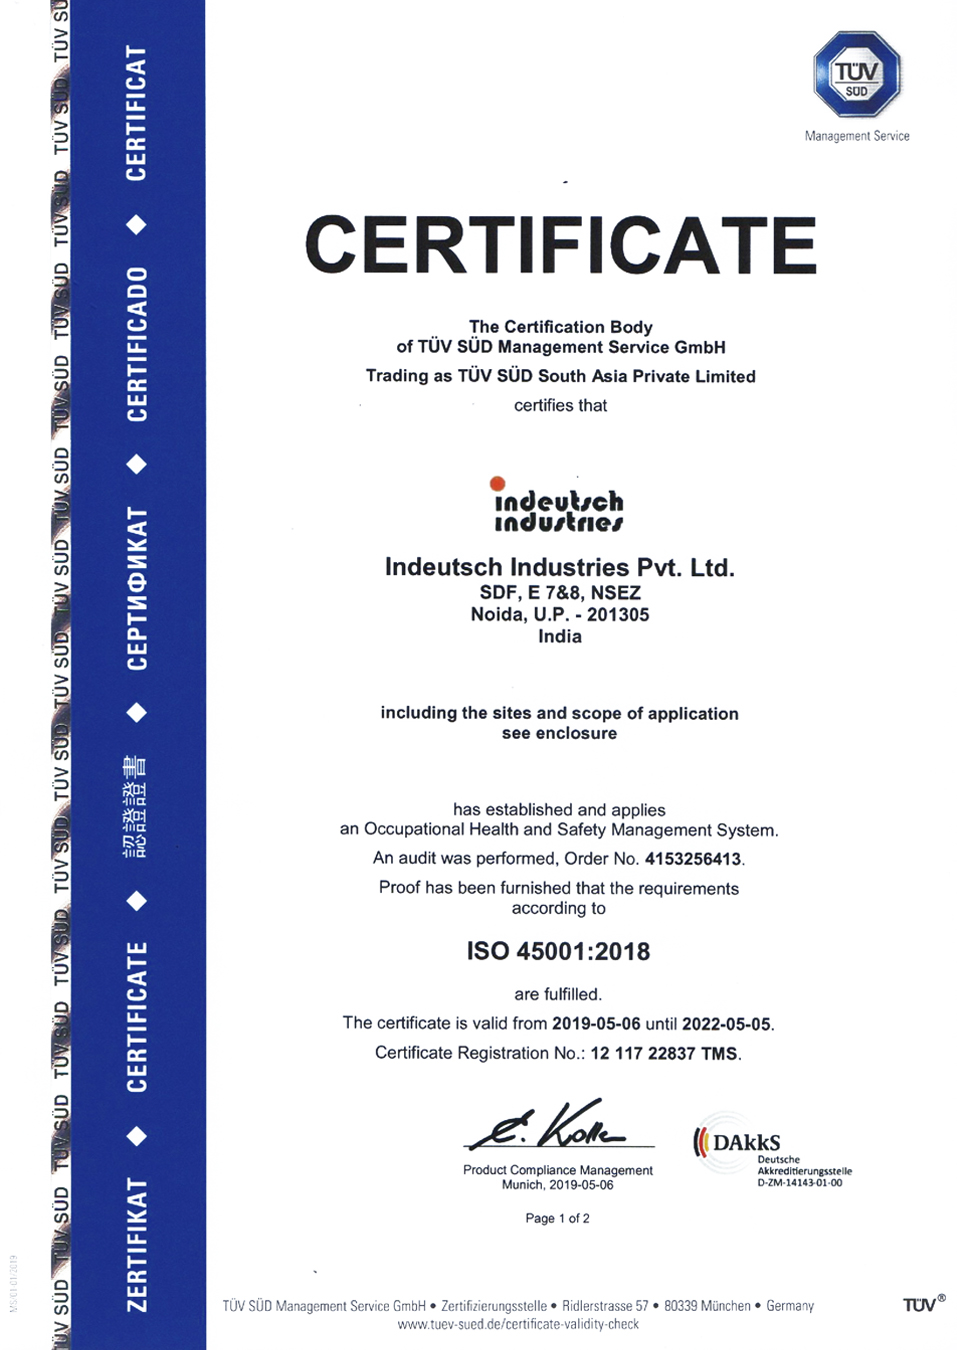 TÜV SÜD TÜV SÜD TÜV SÜD TÜV SÜD TÜV SÜD TÜV SÜD TÜV SÜD TÜV SÜD TÜV SÜD TÜV SÜD TÜV SÜD TÜV SÜD TÜV SÜD TÜV SÜD TÜV SÜD
ZERTIFIKAT ◆ CERTIFICATE ◆ 認證證書 ◆ СЕРТИФИКАТ ◆ CERTIFICADO ◆ CERTIFICAT
TÜV
SÜD
Management Service
CERTIFICATE
The Certification Body
of TÜV SÜD Management Service GmbH
Trading as TÜV SÜD South Asia Private Limited
certifies that
indeutsch
industries
Indeutsch Industries Pvt. Ltd.
SDF, E 7&8, NSEZ
Noida, U.P. - 201305
India
including the sites and scope of application
see enclosure
has established and applies
an Occupational Health and Safety Management System.
An audit was performed, Order No. 4153256413.
Proof has been furnished that the requirements
according to
ISO 45001:2018
are fulfilled.
The certificate is valid from 2019-05-06 until 2022-05-05.
Certificate Registration No.: 12 117 22837 TMS.
Product Compliance Management
Munich, 2019-05-06
DAkkS
Deutsche
Akkreditierungsstelle
D-ZM-14143-01-00
Page 1 of 2
TÜV SÜD Management Service GmbH • Zertifizierungsstelle • Ridlerstrasse 57 • 80339 München • Germany
www.tuev-sued.de/certificate-validity-check
TÜV®